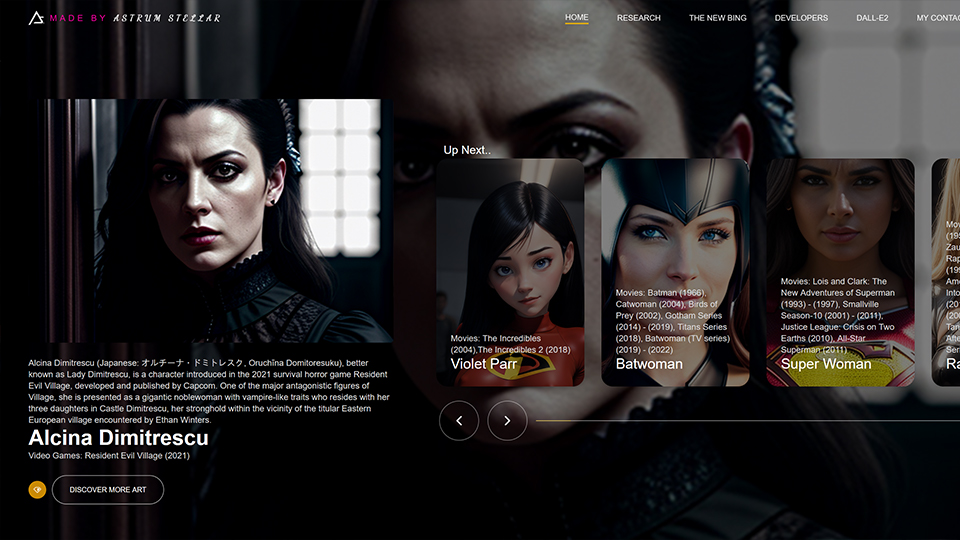 MADE BY ASTRUM STELLAR
HOME RESEARCH THE NEW BING DEVELOPERS DALL-E2 MY
Up Next..
Alcina Dimitrescu (Japanese: オルチーナ・ドミトレスク, Oruchīna Domitoresuku), better
known as Lady Dimitrescu, is a character introduced in the 2021 survival horror game Resident
Evil Village, developed and published by Capcom. One of the major antagonistic figures of
Village, she is presented as a gigantic noblewoman with vampire-like traits who resides with her
three daughters in Castle Dimitrescu, her stronghold within the vicinity of the titular Eastern
European village encountered by Ethan Winters.
Alcina Dimitrescu
Video Games: Resident Evil Village (2021)
DISCOVER MORE ART
Movies: The Incredibles
(2004),The Incredibles 2 (2018)
Violet Parr
Movies: Batman (1966),
Catwoman (2004), Birds of
Prey (2002), Gotham Series
(2014) - (2019), Titans Series
(2018), Batwoman (TV series)
(2019) - (2022)
Batwoman
Movies: Lois and Clark: The
New Adventures of Superman
(1993) - (1997), Smallville
Season-10 (2001) - (2011),
Justice League: Crisis on Two
Earths (2010), All-Star
Superman (2011)
Super Woman